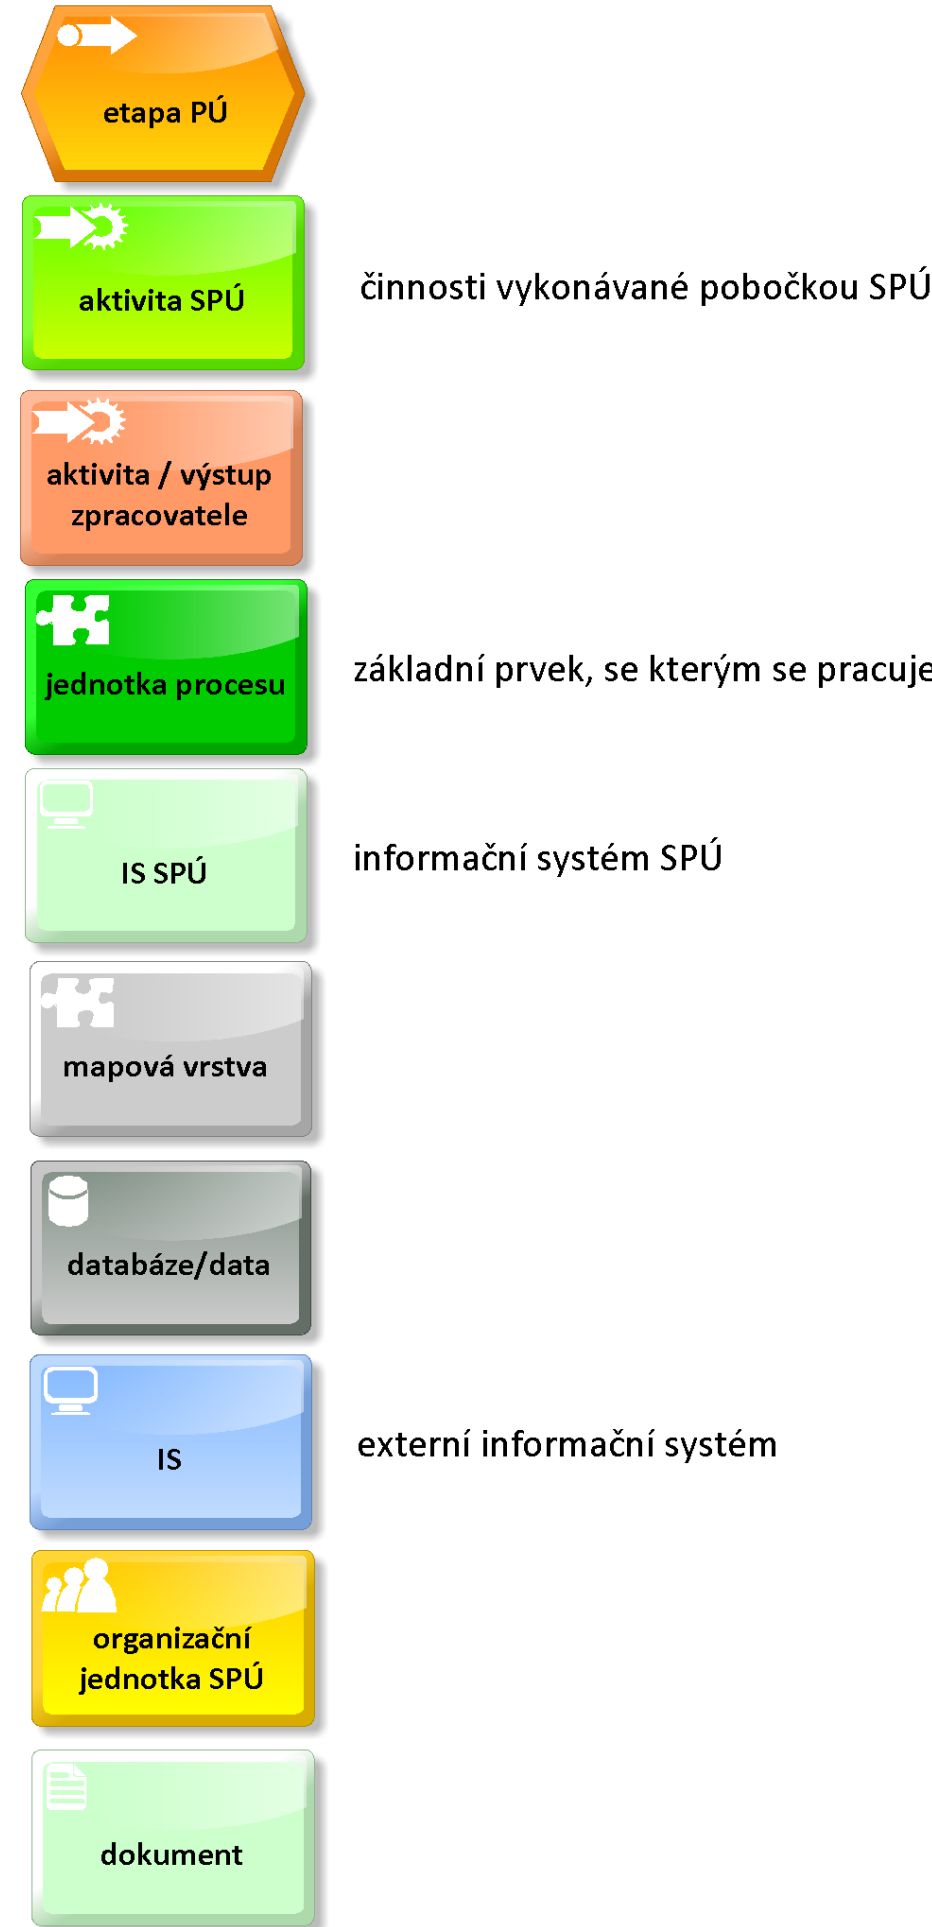 etapa PÚ
aktivita SPÚ
činnosti vykonávané pobočkou SPÚ
aktivita / výstup
zpracovatele
jednotka procesu
základní prvek, se kterým se pracuje
IS SPÚ
informační systém SPÚ
mapová vrstva
databáze/data
IS
externí informační systém
organizační
jednotka SPÚ
dokument